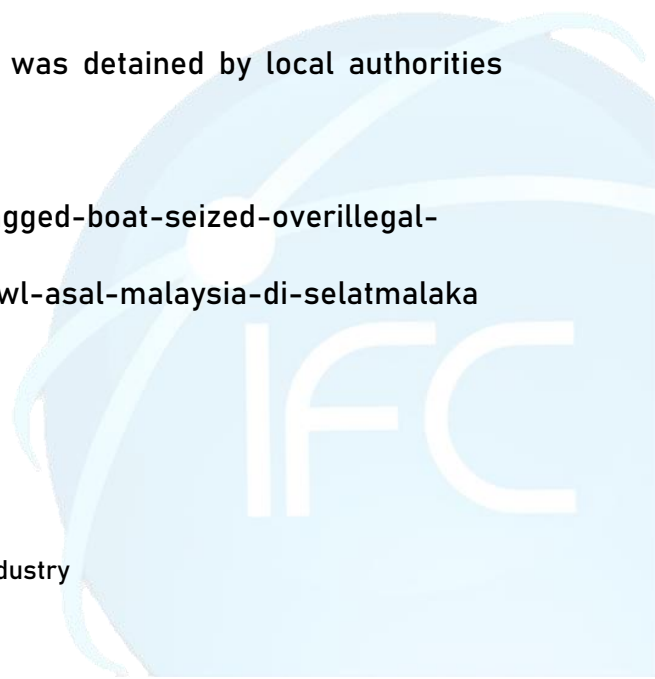 was detained by local authorities
gged-boat-seized-overillegal-
wl-asal-malaysia-di-selatmalaka
IFC
dustry